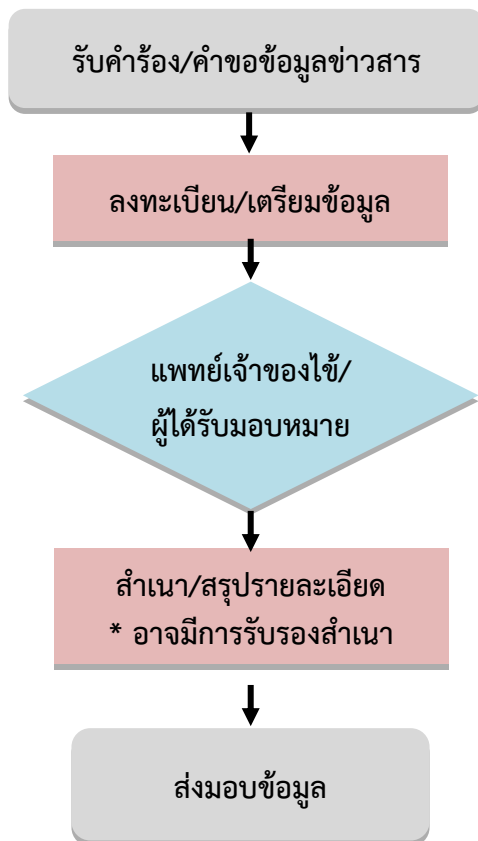 รับคำร้อง/คำขอข้อมูลข่าวสาร
ลงทะเบียน/เตรียมข้อมูล
แพทย์เจ้าของไข้/
ผู้ได้รับมอบหมาย
สำเนา/สรุปรายละเอียด
* อาจมีการรับรองสำเนา
ส่งมอบข้อมูล